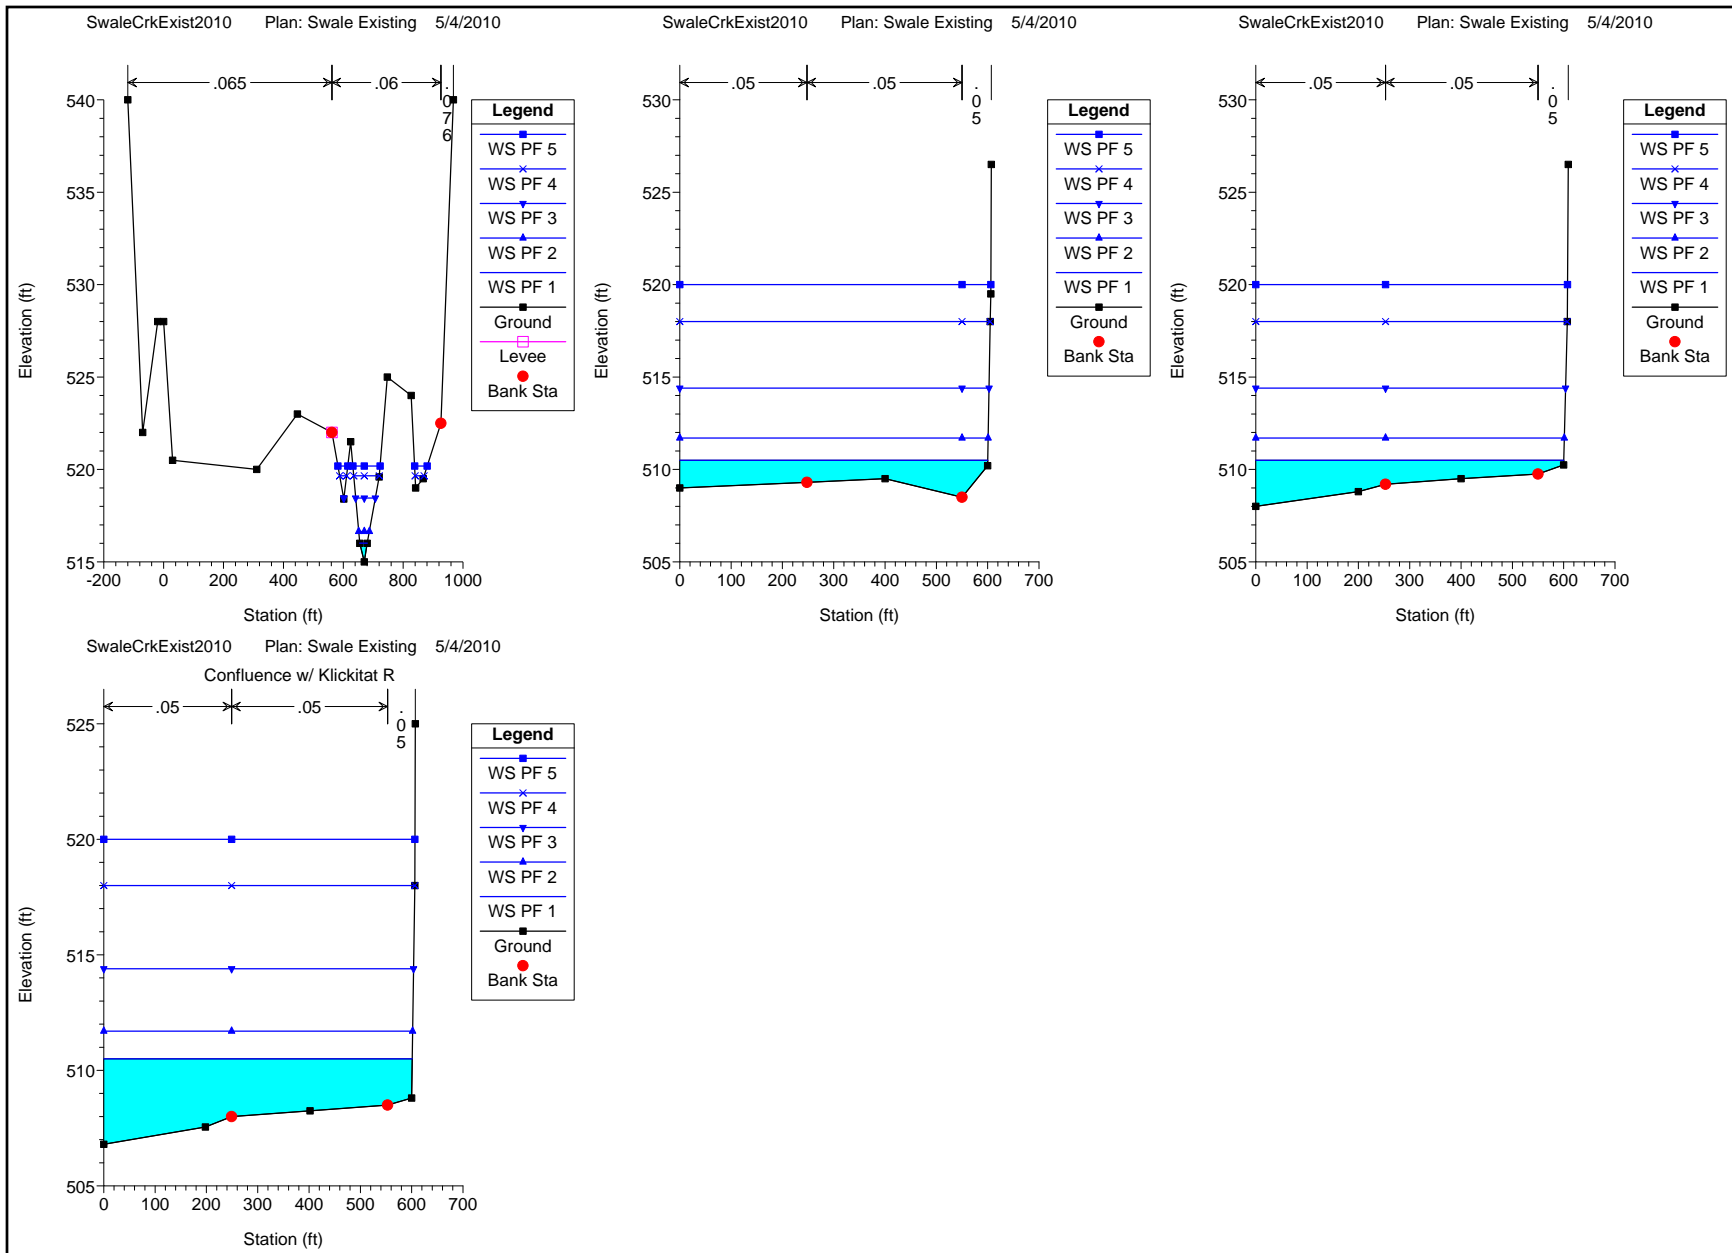 SwaleCrkExist2010 Plan: Swale Existing 5/4/2010
.065
.06
.076
Elevation (ft)
540
535
530
525
520
515
-200 0 200 400 600 800 1000
Station (ft)
Legend
WS PF 5
WS PF 4
WS PF 3
WS PF 2
WS PF 1
Ground
Levee
Bank Sta
SwaleCrkExist2010 Plan: Swale Existing 5/4/2010
.05
.05
.05
Elevation (ft)
530
525
520
515
510
505
0 100 200 300 400 500 600 700
Station (ft)
Legend
WS PF 5
WS PF 4
WS PF 3
WS PF 2
WS PF 1
Ground
Bank Sta
SwaleCrkExist2010 Plan: Swale Existing 5/4/2010
.05
.05
.05
Elevation (ft)
530
525
520
515
510
505
0 100 200 300 400 500 600 700
Station (ft)
Legend
WS PF 5
WS PF 4
WS PF 3
WS PF 2
WS PF 1
Ground
Bank Sta
SwaleCrkExist2010 Plan: Swale Existing 5/4/2010
Confluence w/ Klickitat R
.05
.05
.05
Elevation (ft)
525
520
515
510
505
0 100 200 300 400 500 600 700
Station (ft)
Legend
WS PF 5
WS PF 4
WS PF 3
WS PF 2
WS PF 1
Ground
Bank Sta